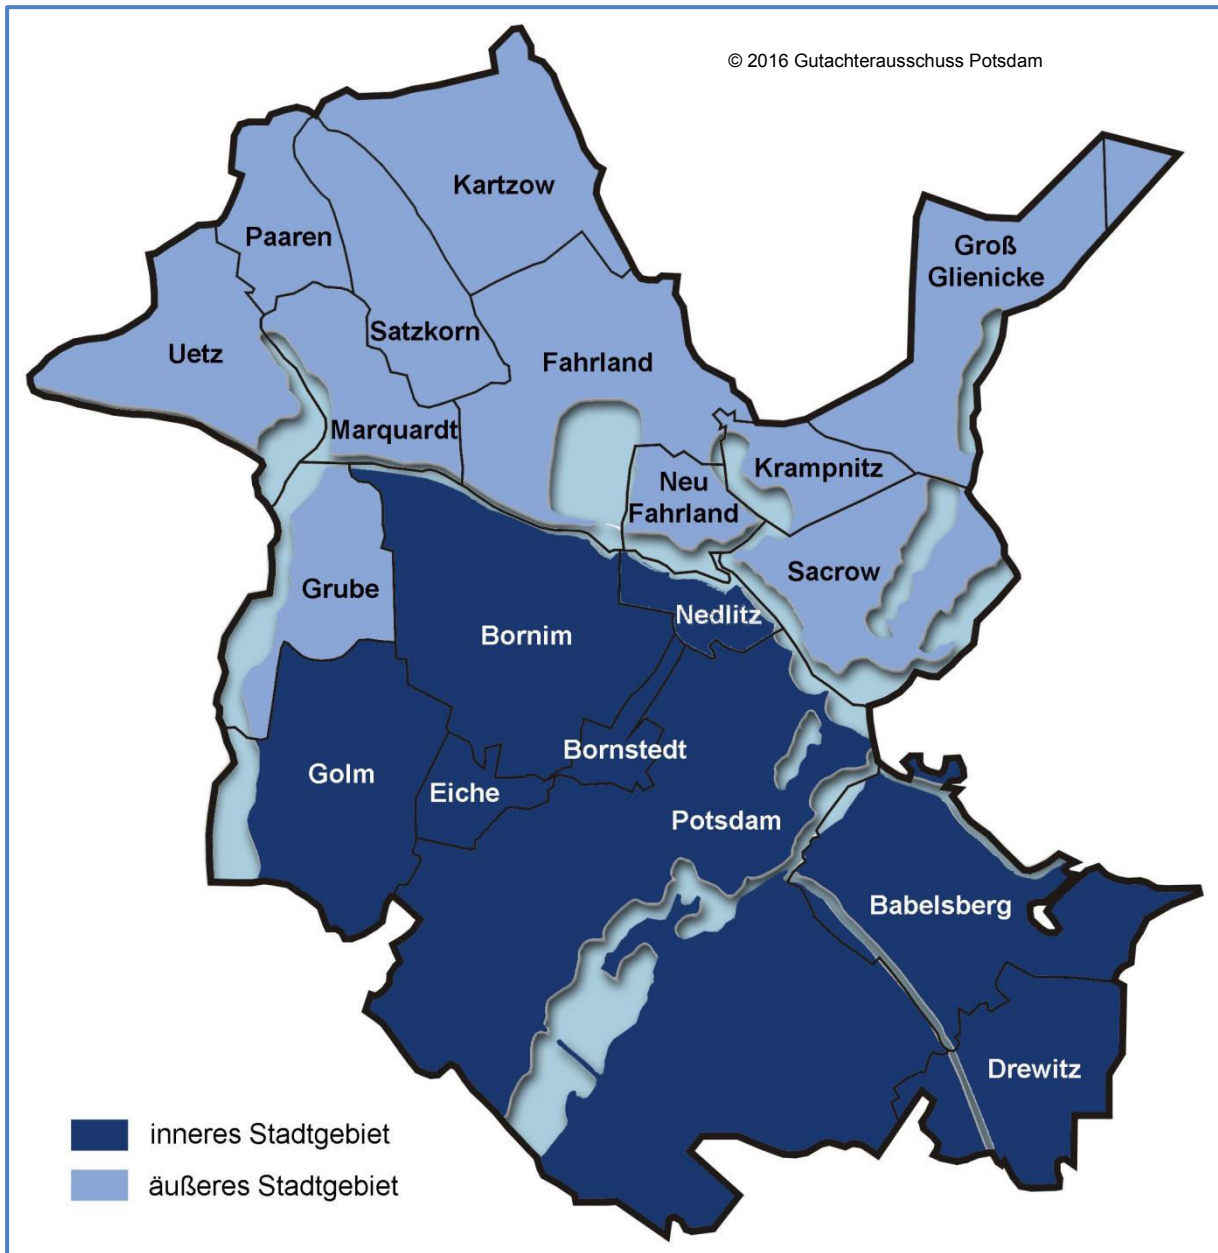 © 2016 Gutachterausschuss Potsdam
Kartzow
Paaren
Groß
Glienicke
Satzkorn
Uetz
Fahrland
Marquardt
Krampnitz
Neu
Fahrland
Sacrow
Grube
Nedlitz
Bornim
Bornstedt
Golm
Eiche
Potsdam
Babelsberg
Drewitz
inneres Stadtgebiet
äußeres Stadtgebiet